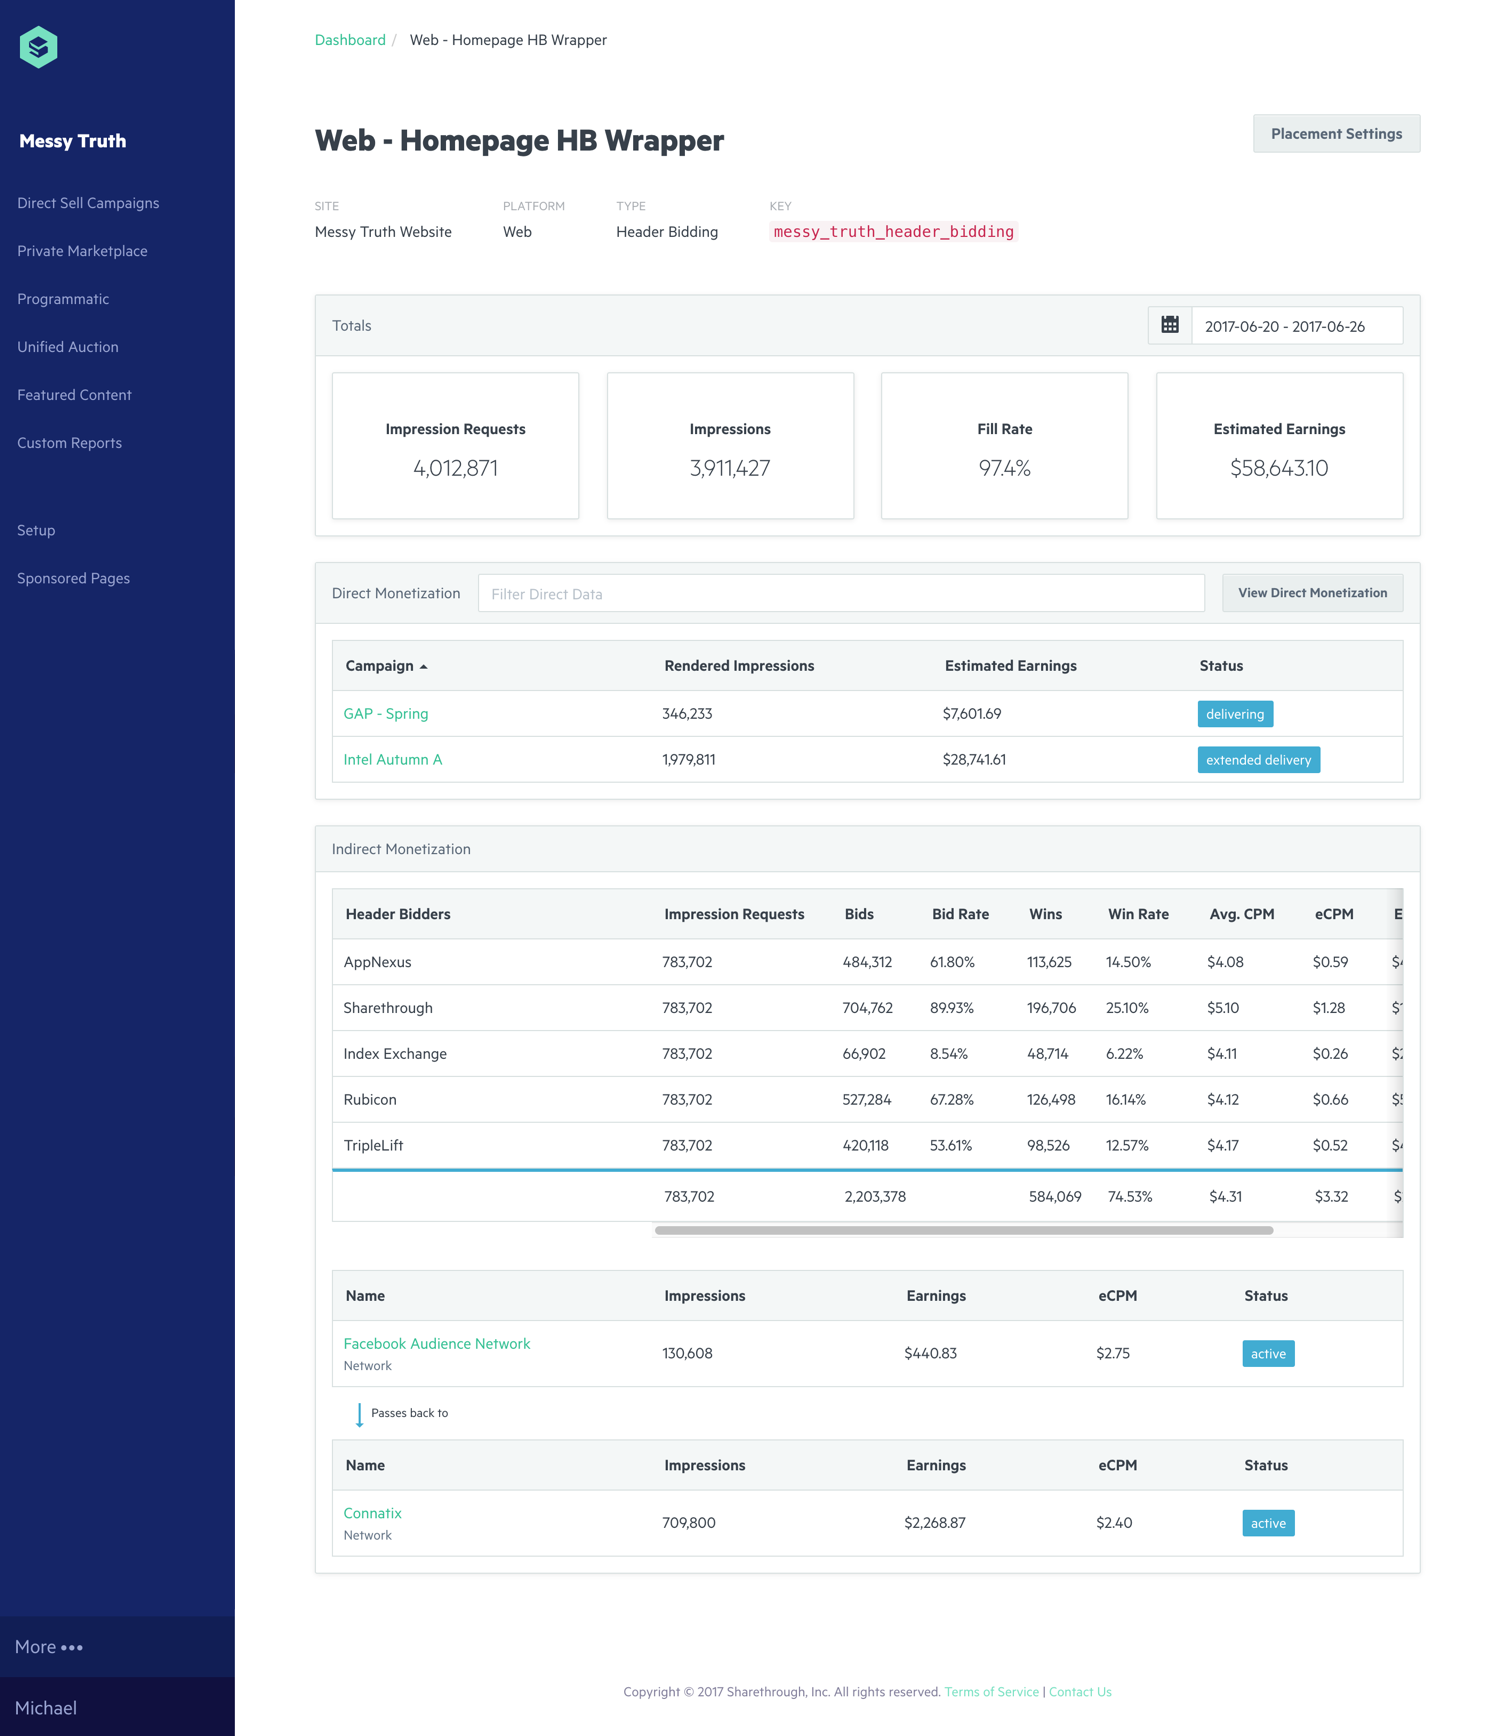 Messy Truth
Direct Sell Campaigns
Private Marketplace
Programmatic
Unified Auction
Featured Content
Custom Reports
Setup
Sponsored Pages
More •••
Michael
Dashboard / Web - Homepage HB Wrapper
Web - Homepage HB Wrapper
Placement Settings
SITE PLATFORM TYPE KEY
Messy Truth Website Web Header Bidding messy_truth_header_bidding
Totals 2017-06-20 - 2017-06-26
Impression Requests Impressions Fill Rate Estimated Earnings
4,012,871 3,911,427 97.4% $58,643.10
Direct Monetization Filter Direct Data View Direct Monetization
Campaign Rendered Impressions Estimated Earnings Status
GAP - Spring 346,233 $7,601.69 delivering
Intel Autumn A 1,979,811 $28,741.61 extended delivery
Indirect Monetization
Header Bidders Impression Requests Bids Bid Rate Wins Win Rate Avg. CPM eCPM
AppNexus 783,702 484,312 61.80% 113,625 14.50% $4.08 $0.59
Sharethrough 783,702 704,762 89.93% 196,706 25.10% $5.10 $1.28
Index Exchange 783,702 66,902 8.54% 48,714 6.22% $4.11 $0.26
Rubicon 783,702 527,284 67.28% 126,498 16.14% $4.12 $0.66
TripleLift 783,702 420,118 53.61% 98,526 12.57% $4.17 $0.52
783,702 2,203,378 584,069 74.53% $4.31 $3.32
Name Impressions Earnings eCPM Status
Facebook Audience Network 130,608 $440.83 $2.75 active
Network
Passes back to
Name Impressions Earnings eCPM Status
Connatix 709,800 $2,268.87 $2.40 active
Network
Copyright © 2017 Sharethrough, Inc. All rights reserved. Terms of Service | Contact Us